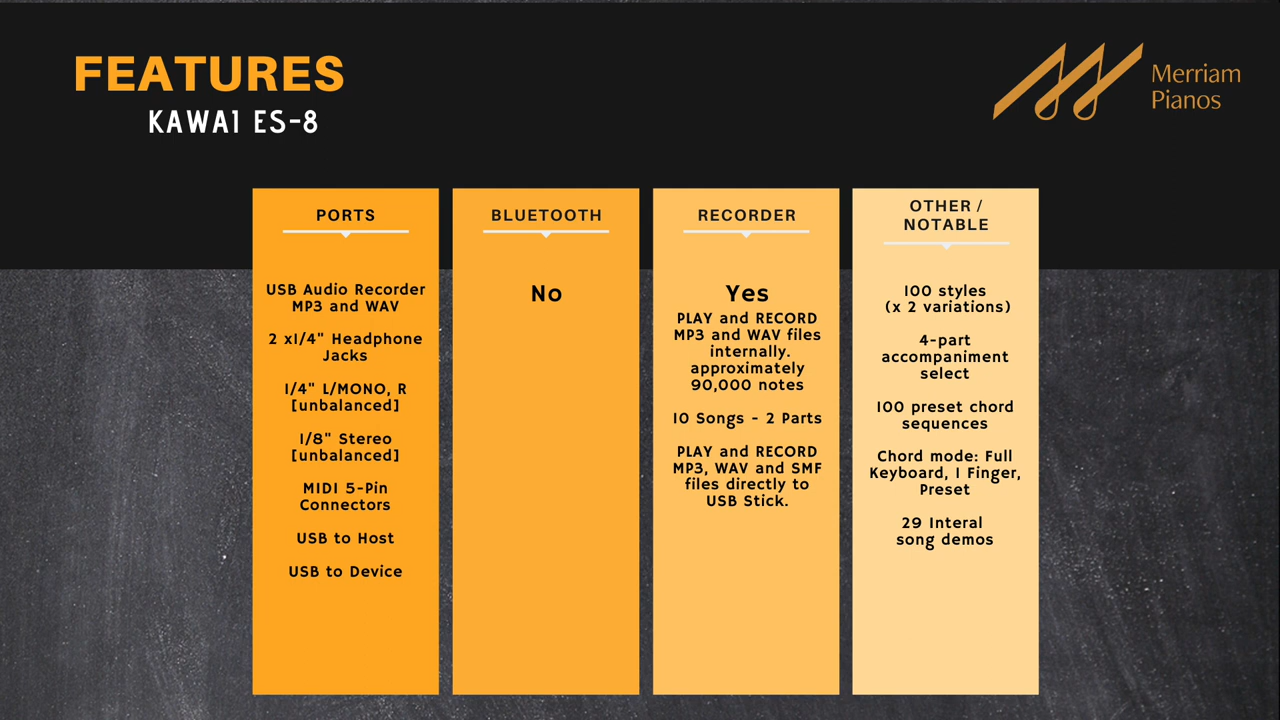 FEATURES
KAWAI ES-8
Merriam
Pianos
PORTS
USB Audio Recorder
MP3 and WAV
2 x1/4" Headphone
Jacks
1/4" L/MONO, R
[unbalanced]
1/8" Stereo
[unbalanced]
MIDI 5-Pin
Connectors
USB to Host
USB to Device
BLUETOOTH
No
RECORDER
Yes
PLAY and RECORD
MP3 and WAV files
internally.
approximately
90,000 notes
10 Songs - 2 Parts
PLAY and RECORD
MP3, WAV and SMF
files directly to
USB Stick.
OTHER /
NOTABLE
100 styles
(x 2 variations)
4-part
accompaniment
select
100 preset chord
sequences
Chord mode: Full
Keyboard, 1 Finger,
Preset
29 Interal
song demos